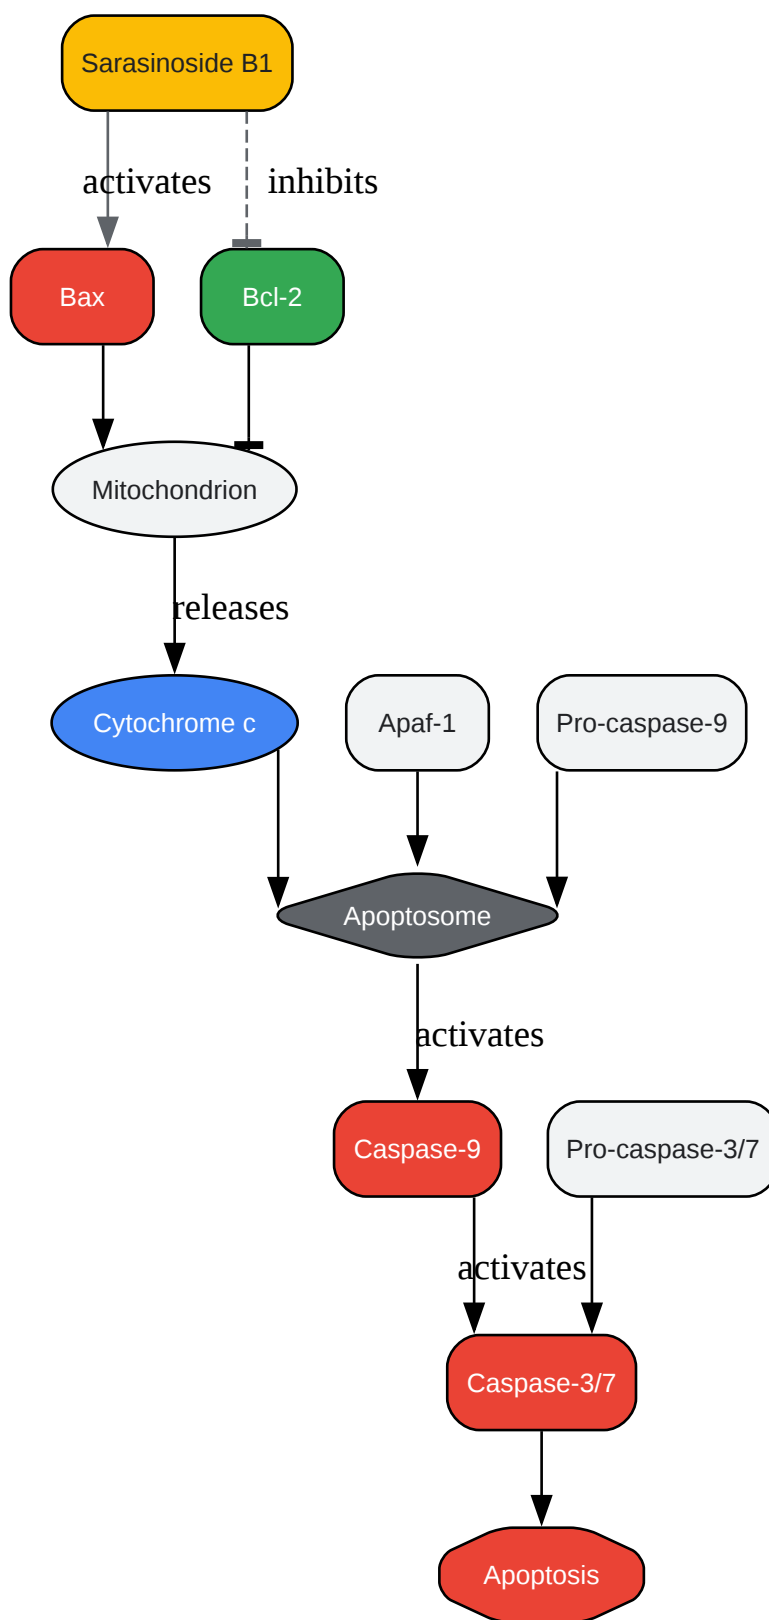 Sarasinoside B1
activates
inhibits
Bax
Bcl-2
Mitochondrion
releases
Cytochrome c
Apaf-1
Pro-caspase-9
Apoptosome
activates
Caspase-9
Pro-caspase-3/7
activates
Caspase-3/7
Apoptosis